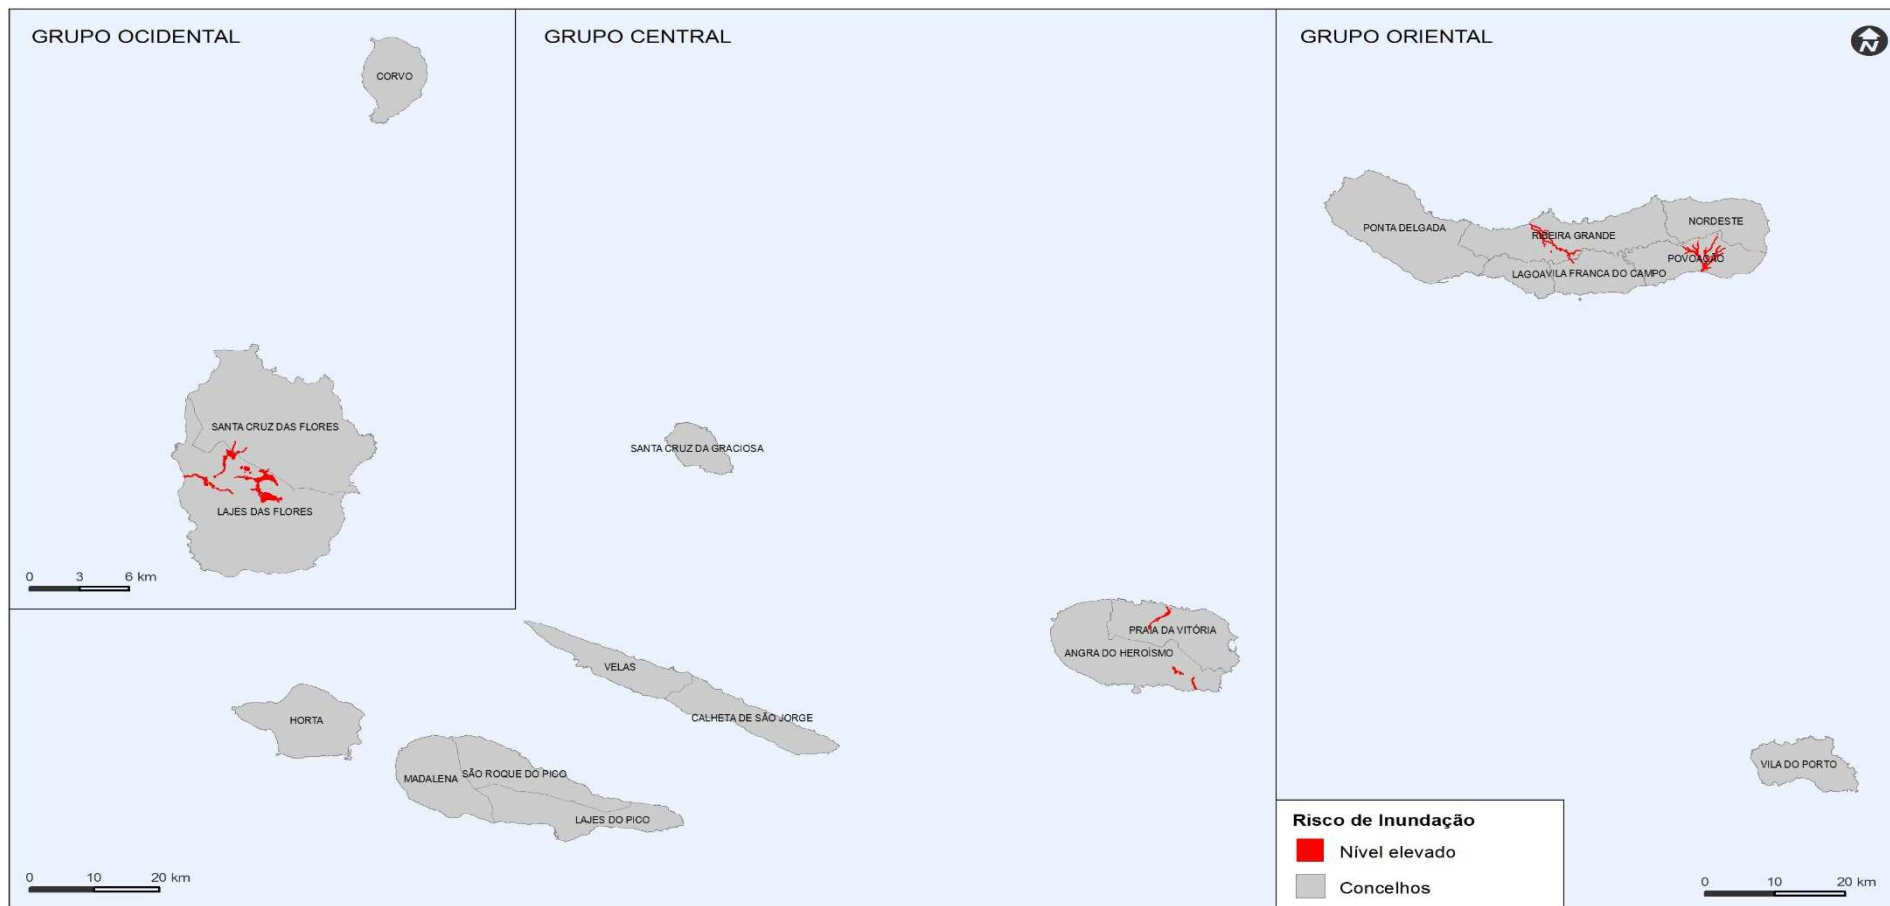 GRUPO OCIDENTAL
CORVO
SANTA CRUZ DAS FLORES
LAJES DAS FLORES
0 3 6 km
GRUPO CENTRAL
SANTA CRUZ DA GRACIOSA
PRAIA DA VITÓRIA
ANGRA DO HEROÍSMO
VELAS
CALHETA DE SÃO JORGE
HORTA
MADALENA
SÃO ROQUE DO PICO
LAJES DO PICO
0 10 20 km
GRUPO ORIENTAL
N
PONTA DELGADA
RIBEIRA GRANDE
NORDESTE
POVOAÇÃO
LAGOA
VILA FRANCA DO CAMPO
VILA DO PORTO
Risco de Inundação
Nível elevado
Concelhos
0 10 20 km